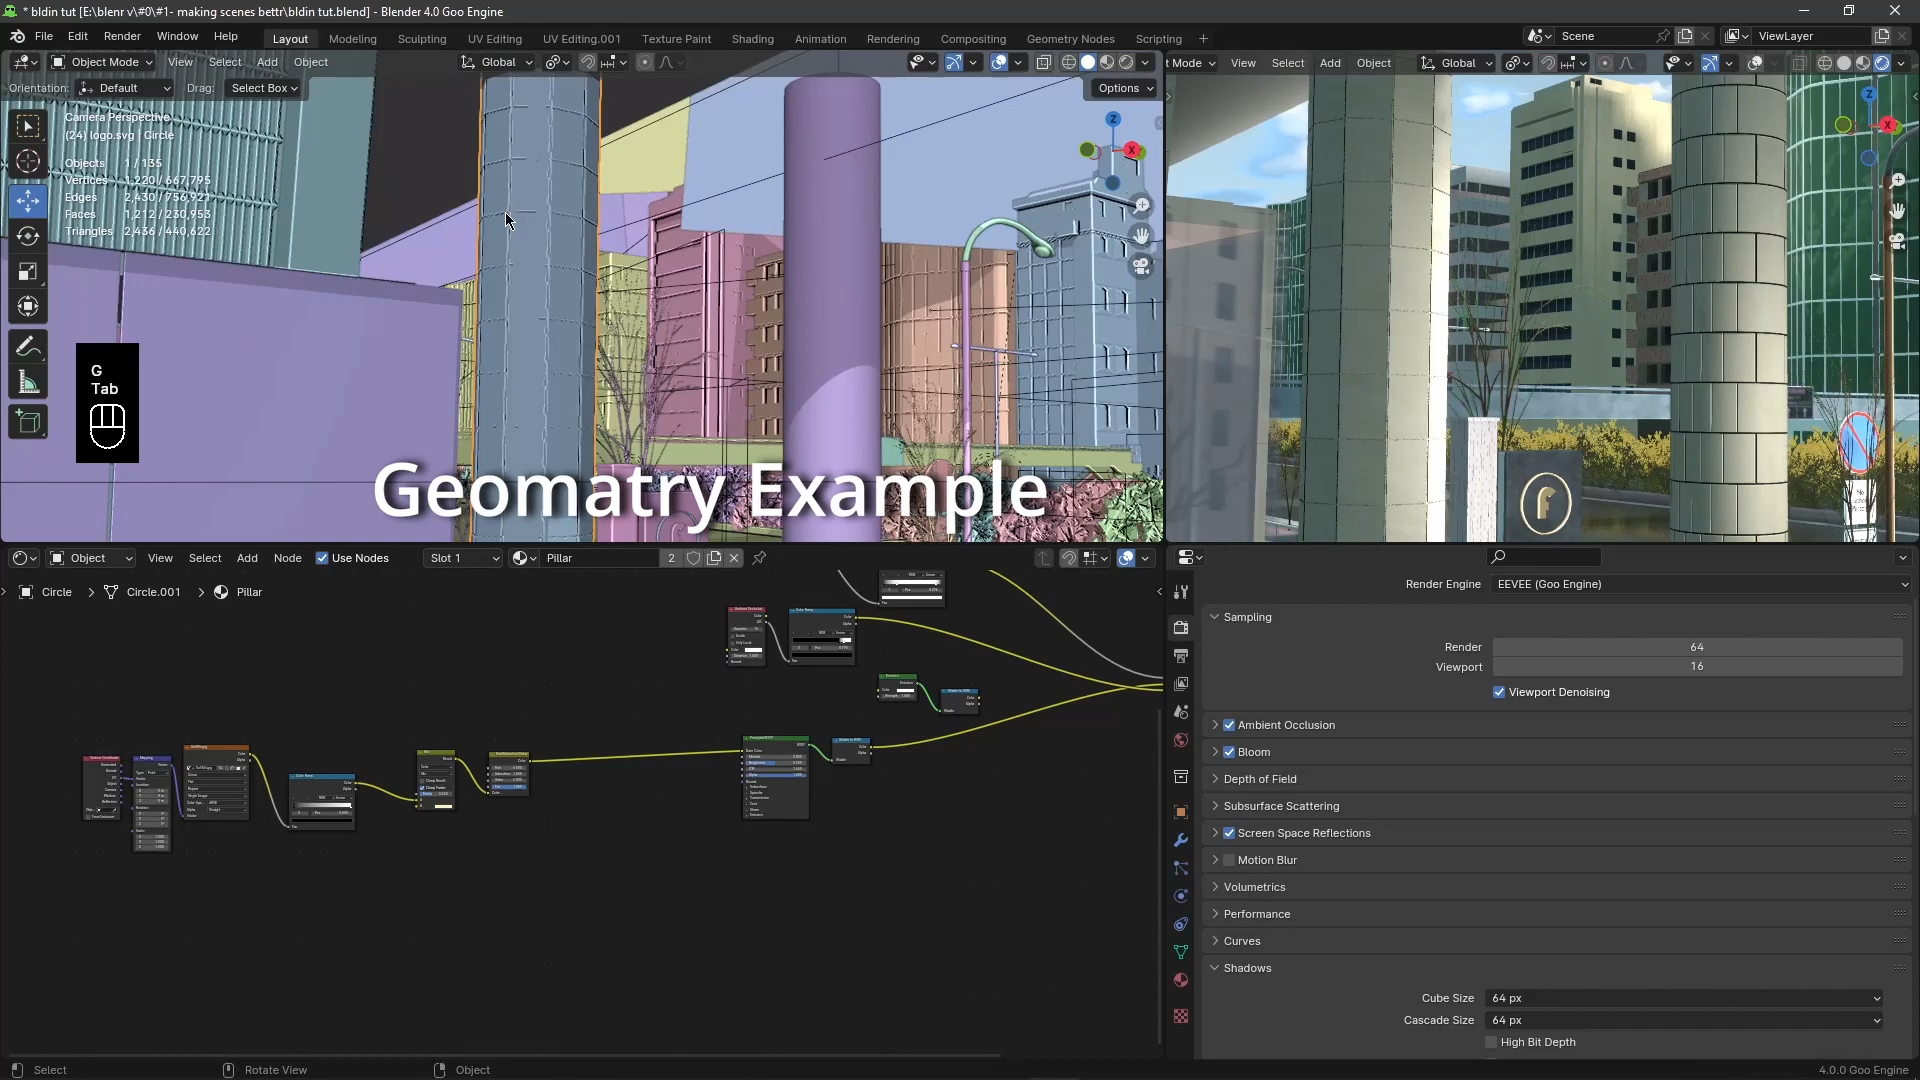 * bldin tut [E:\blenr v\#0\#1- making scenes bettr\bldin tut.blend] - Blender 4.0 Goo Engine
File Edit Render Window Help Layout Modeling Sculpting UV Editing UV Editing.001 Texture Paint Shading Animation Rendering Compositing Geometry Nodes Scripting + Scene ViewLayer
Object Mode View Select Add Object Global
t Mode View Select Add Object Global
Orientation: Default Drag: Select Box Options
Camera Perspective
(24) logo.svg | Circle
Objects 1 / 135
Vertices 1,220 / 667,795
Edges 2,430 / 756,921
Faces 1,212 / 230,953
Triangles 2,436 / 440,622
Z
X
Z
X
G
Tab
Geomatry Example
Object View Select Add Node Use Nodes Slot 1 Pillar 2
Circle > Circle.001 > Pillar
Render Engine EEVEE (Goo Engine)
Sampling
Render 64
Viewport 16
Viewport Denoising
Ambient Occlusion
Bloom
Depth of Field
Subsurface Scattering
Screen Space Reflections
Motion Blur
Volumetrics
Performance
Curves
Shadows
Cube Size 64 px
Cascade Size 64 px
High Bit Depth
Select Rotate View Object 4.0.0 Goo Engine